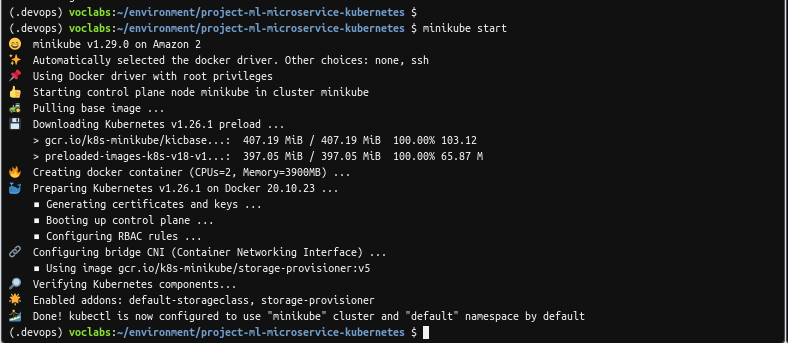 (.devops) voclabs:~/environment/project-ml-microservice-kubernetes $
(.devops) voclabs:~/environment/project-ml-microservice-kubernetes $ minikube start
😄 minikube v1.29.0 on Amazon 2
✨ Automatically selected the docker driver. Other choices: none, ssh
📌 Using Docker driver with root privileges
👍 Starting control plane node minikube in cluster minikube
🚜 Pulling base image ...
💾 Downloading Kubernetes v1.26.1 preload ...
> gcr.io/k8s-minikube/kicbase...: 407.19 MiB / 407.19 MiB 100.00% 103.12
> preloaded-images-k8s-v18-v1...: 397.05 MiB / 397.05 MiB 100.00% 65.87 M
🔥 Creating docker container (CPUs=2, Memory=3900MB) ...
🐳 Preparing Kubernetes v1.26.1 on Docker 20.10.23 ...
▪ Generating certificates and keys ...
▪ Booting up control plane ...
▪ Configuring RBAC rules ...
🔗 Configuring bridge CNI (Container Networking Interface) ...
▪ Using image gcr.io/k8s-minikube/storage-provisioner:v5
🔎 Verifying Kubernetes components...
🌟 Enabled addons: default-storageclass, storage-provisioner
🏄 Done! kubectl is now configured to use "minikube" cluster and "default" namespace by default
(.devops) voclabs:~/environment/project-ml-microservice-kubernetes $